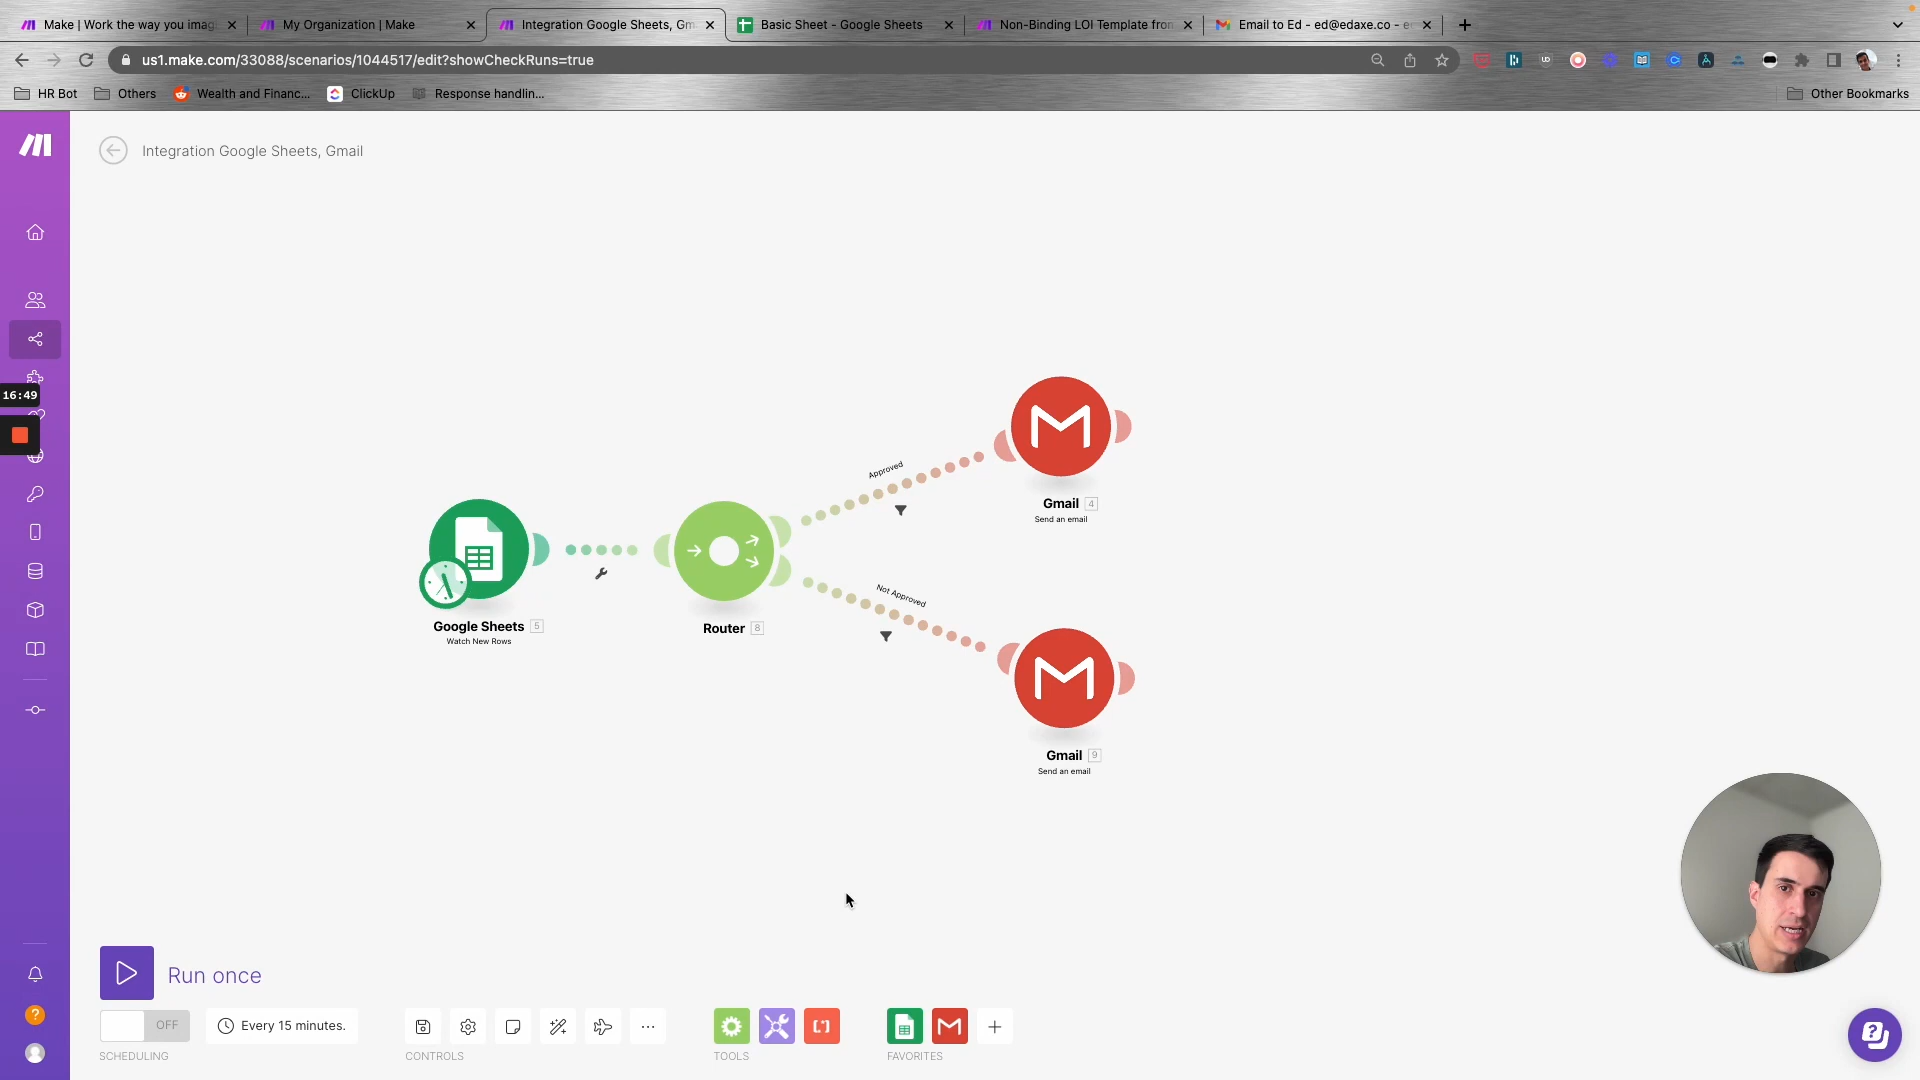 Make | Work the way you imag
My Organization | Make
Integration Google Sheets, Gm
Basic Sheet - Google Sheets
Non-Binding LOI Template from
Email to Ed - ed@edaxe.co - e
us1.make.com/33088/scenarios/1044517/edit?showCheckRuns=true
HR Bot
Others
Wealth and Financ...
ClickUp
Response handlin...
Other Bookmarks
Integration Google Sheets, Gmail
16:49
Approved
Gmail 4
Send an email
Not Approved
Google Sheets 5
Watch New Rows
Router 8
Gmail 9
Send an email
Run once
OFF
Every 15 minutes.
SCHEDULING
CONTROLS
TOOLS
FAVORITES